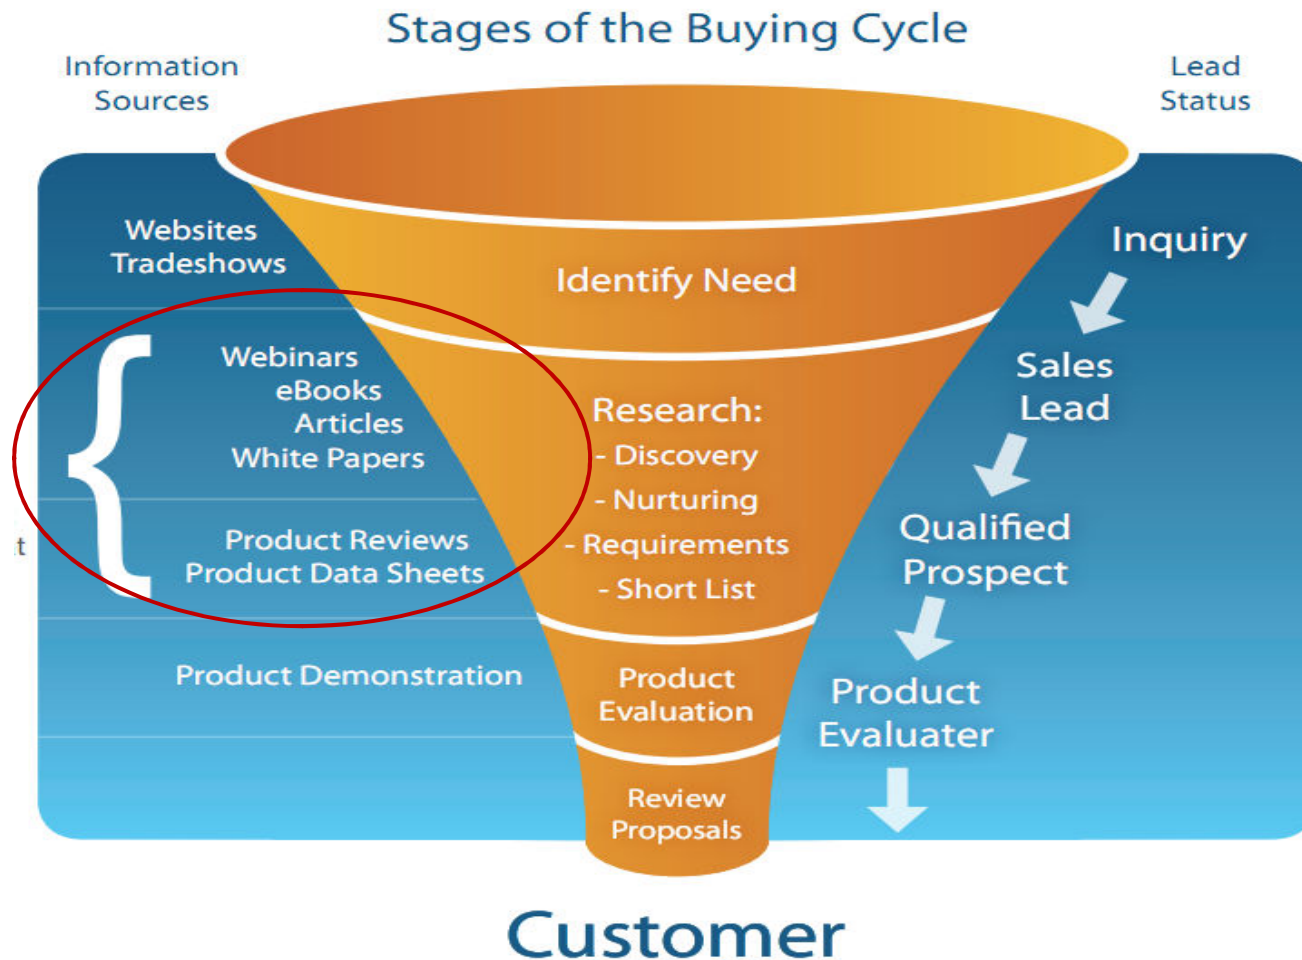 Stages of the Buying Cycle
Information
Sources
Lead
Status
Websites
Tradeshows
Identify Need
Inquiry
Webinars
eBooks
Articles
White Papers
Research:
- Discovery
- Nurturing
- Requirements
- Short List
Sales
Lead
Product Reviews
Product Data Sheets
Qualified
Prospect
Product Demonstration
Product
Evaluation
Product
Evaluater
Review
Proposals
Customer